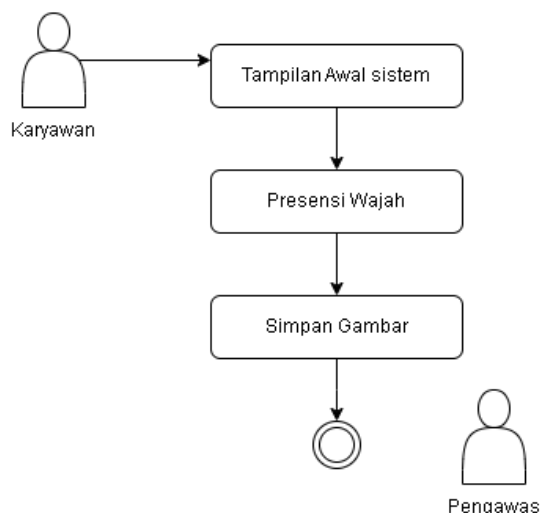 Tampilan Awal sistem
Karyawan
Presensi Wajah
Simpan Gambar
Pengawas